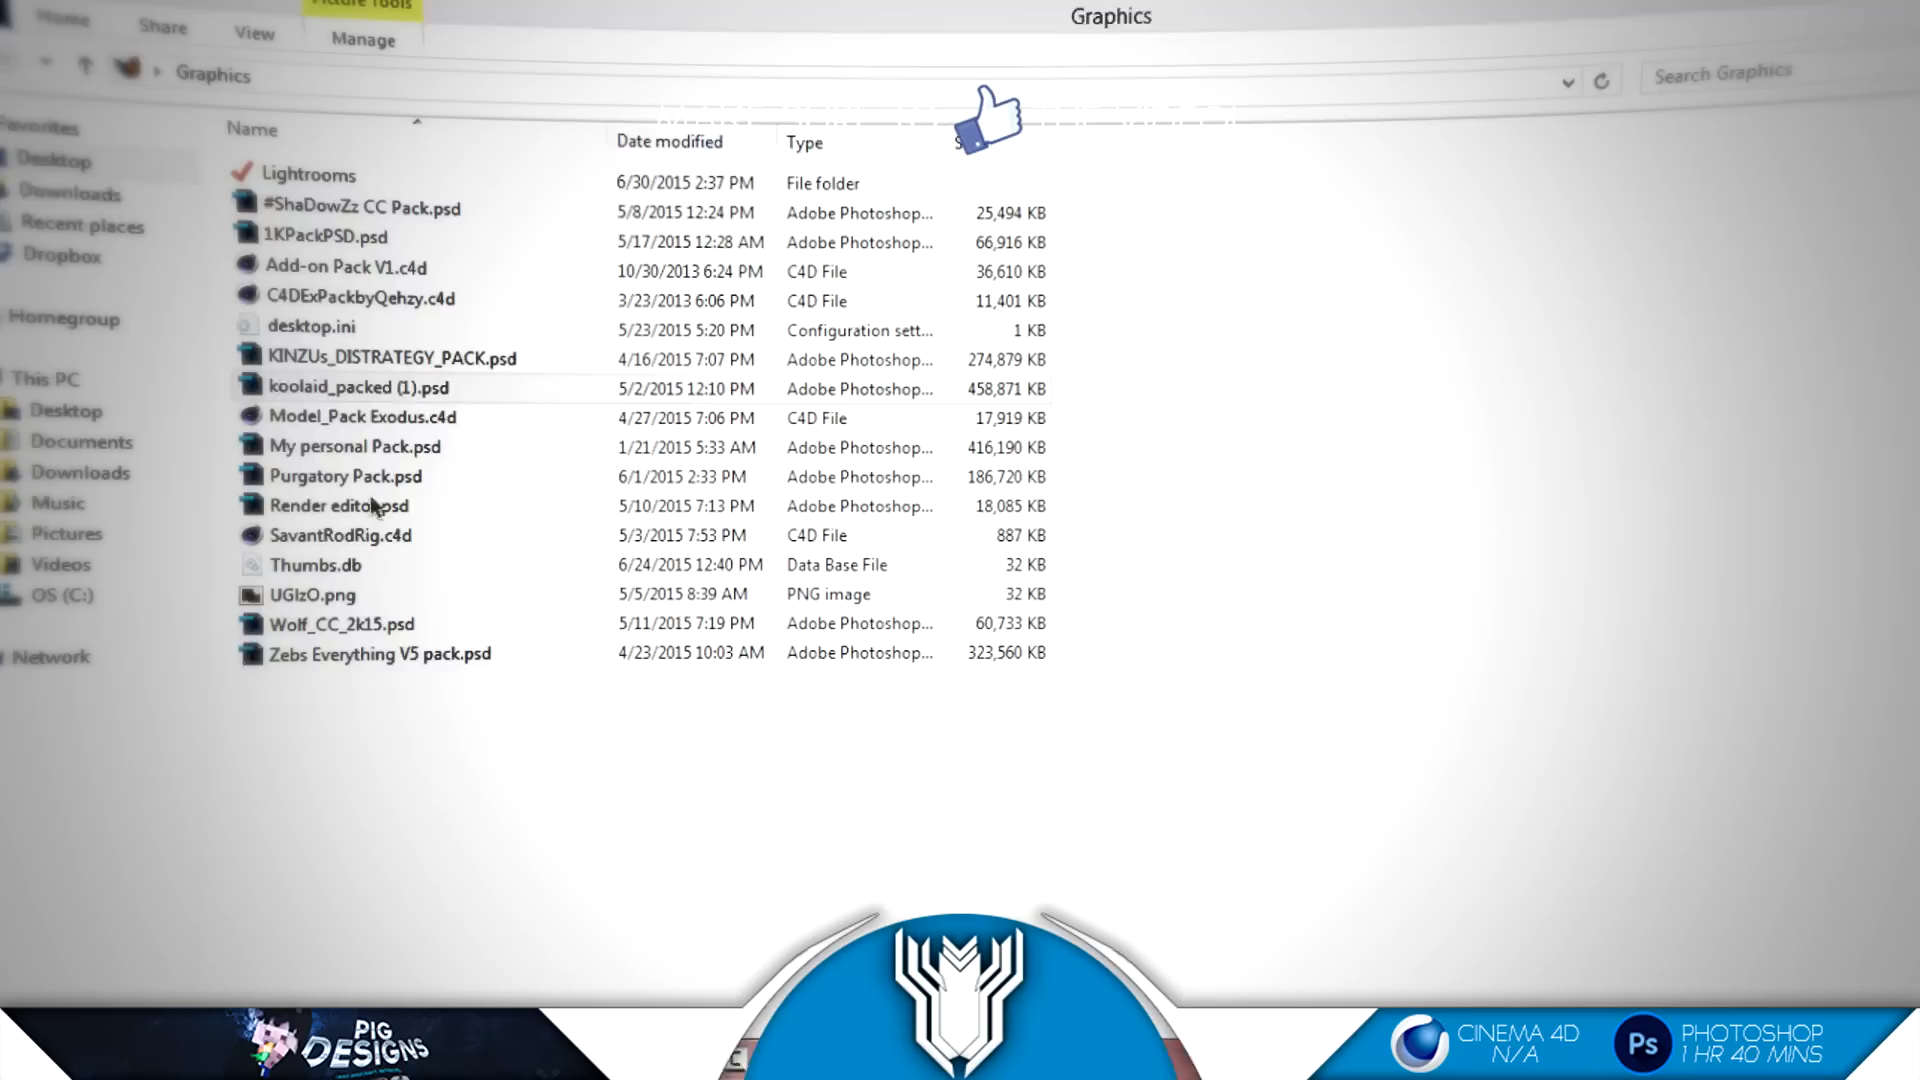 Picture Tools
Graphics
Home Share View Manage
Graphics
Search Graphics
Name Date modified Type
Favorites
Desktop
Downloads
Recent places
Dropbox
Homegroup
This PC
Desktop
Documents
Downloads
Music
Pictures
Videos
OS (C:)
Network
Lightrooms 6/30/2015 2:37 PM File folder
#ShaDowZz CC Pack.psd 5/8/2015 12:24 PM Adobe Photoshop... 25,494 KB
1KPackPSD.psd 5/17/2015 12:28 AM Adobe Photoshop... 66,916 KB
Add-on Pack V1.c4d 10/30/2013 6:24 PM C4D File 36,610 KB
C4DExPackbyQehzy.c4d 3/23/2013 6:06 PM C4D File 11,401 KB
desktop.ini 5/23/2015 5:20 PM Configuration sett... 1 KB
KINZUs_DISTRATEGY_PACK.psd 4/16/2015 7:07 PM Adobe Photoshop... 274,879 KB
koolaid_packed (1).psd 5/2/2015 12:10 PM Adobe Photoshop... 458,871 KB
Model_Pack Exodus.c4d 4/27/2015 7:06 PM C4D File 17,919 KB
My personal Pack.psd 1/21/2015 5:33 AM Adobe Photoshop... 416,190 KB
Purgatory Pack.psd 6/1/2015 2:33 PM Adobe Photoshop... 186,720 KB
Render editor.psd 5/10/2015 7:13 PM Adobe Photoshop... 18,085 KB
SavantRodRig.c4d 5/3/2015 7:53 PM C4D File 887 KB
Thumbs.db 6/24/2015 12:40 PM Data Base File 32 KB
UGIzO.png 5/5/2015 8:39 AM PNG image 32 KB
Wolf_CC_2k15.psd 5/11/2015 7:19 PM Adobe Photoshop... 60,733 KB
Zebs Everything V5 pack.psd 4/23/2015 10:03 AM Adobe Photoshop... 323,560 KB
PIG
DESIGNS
C
CINEMA 4D
N/A
Ps
PHOTOSHOP
1 HR 40 MINS